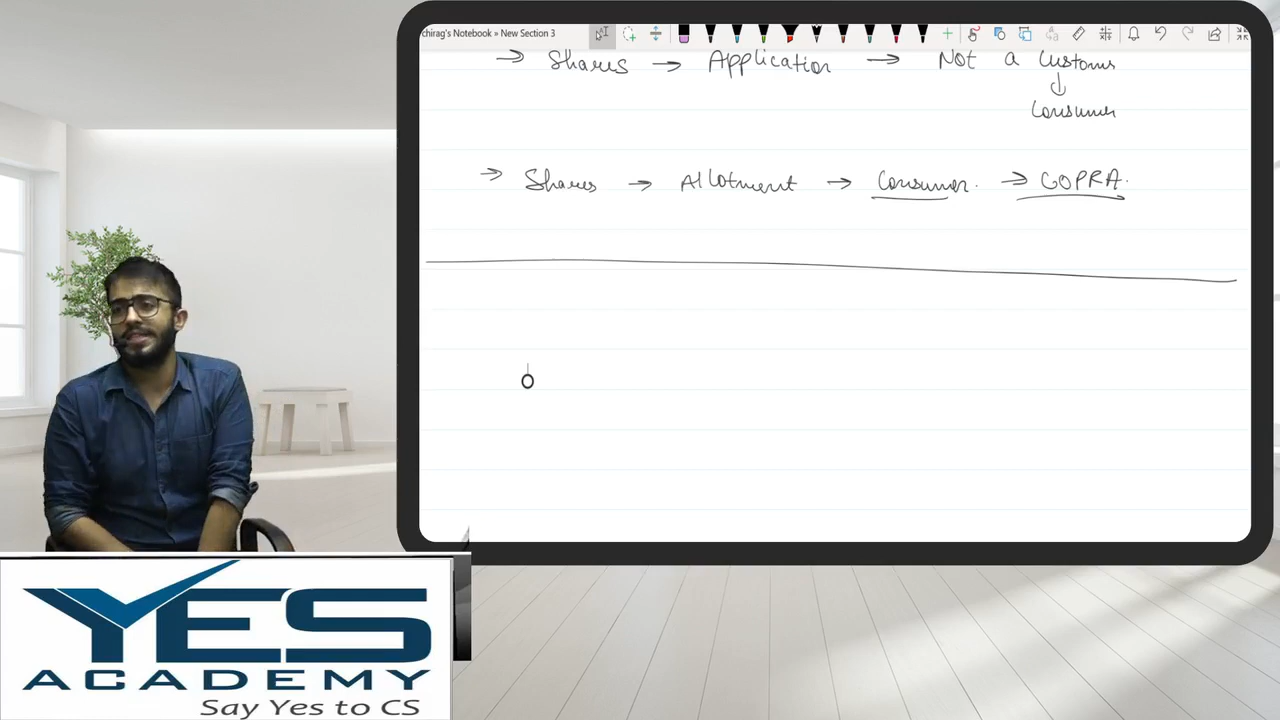 chirag's Notebook » New Section 3
→ Shares → Application → Not a Customer
↓
Consumer
→ Shares → Allotment → Consumer. → COPRA.
YES
ACADEMY
Say Yes to CS